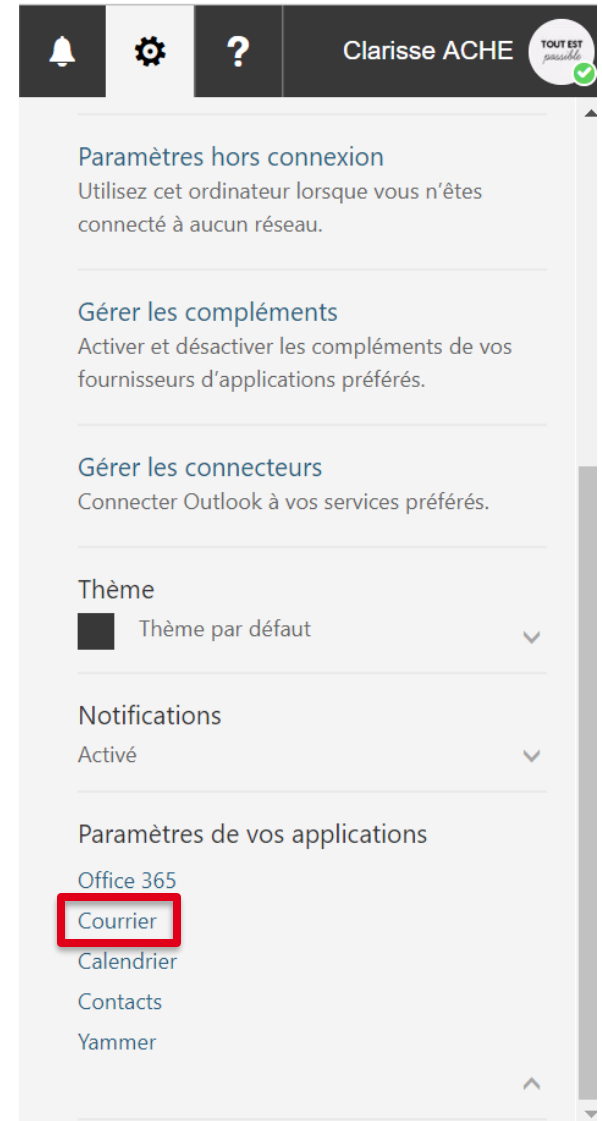 ?
Clarisse ACHE
TOUT EST
possible
Paramètres hors connexion
Utilisez cet ordinateur lorsque vous n’êtes
connecté à aucun réseau.
Gérer les compléments
Activer et désactiver les compléments de vos
fournisseurs d’applications préférés.
Gérer les connecteurs
Connecter Outlook à vos services préférés.
Thème
Thème par défaut
Notifications
Activé
Paramètres de vos applications
Office 365
Courrier
Calendrier
Contacts
Yammer